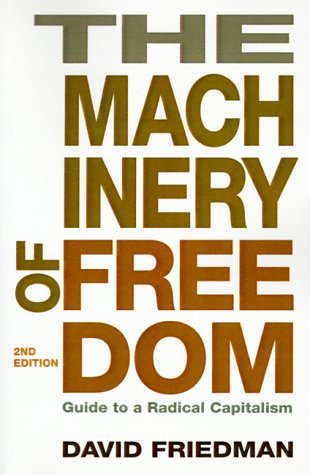 THE
MACH
INERY
OF
FREE
DOM
2ND
EDITION
Guide to a Radical Capitalism
DAVID FRIEDMAN